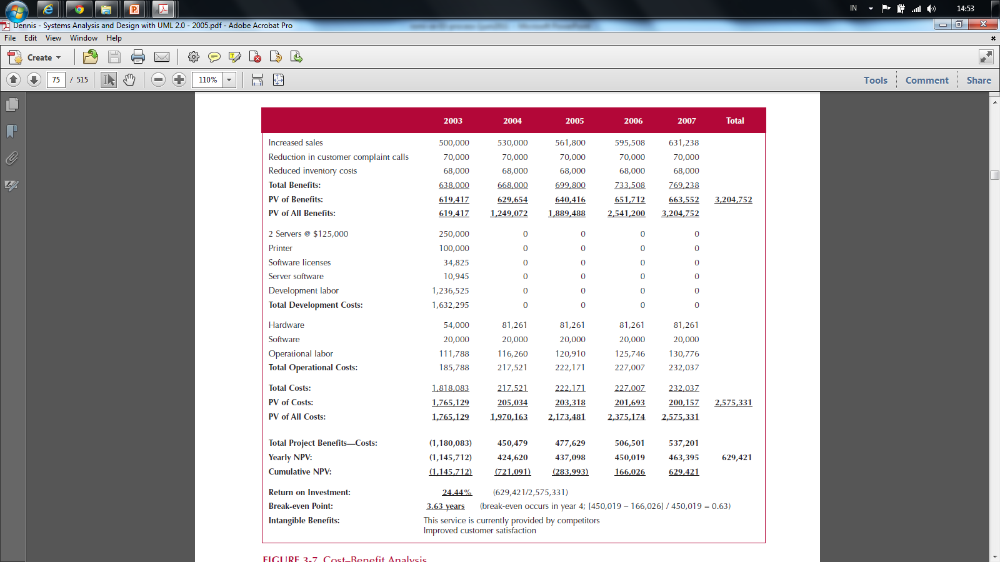 IN 14:53
Dennis - Systems Analysis and Design with UML 2.0 - 2005.pdf - Adobe Acrobat Pro
File Edit View Window Help
Create
75 / 515 110% Tools Comment Share
2003 2004 2005 2006 2007 Total
Increased sales 500,000 530,000 561,800 595,508 631,238
Reduction in customer complaint calls 70,000 70,000 70,000 70,000 70,000
Reduced inventory costs 68,000 68,000 68,000 68,000 68,000
Total Benefits: 638,000 668,000 699,800 733,508 769,238
PV of Benefits: 619,417 629,654 640,416 651,712 663,552 3,204,752
PV of All Benefits: 619,417 1,249,072 1,889,488 2,541,200 3,204,752
2 Servers @ $125,000 250,000 0 0 0 0
Printer 100,000 0 0 0 0
Software licenses 34,825 0 0 0 0
Server software 10,945 0 0 0 0
Development labor 1,236,525 0 0 0 0
Total Development Costs: 1,632,295 0 0 0 0
Hardware 54,000 81,261 81,261 81,261 81,261
Software 20,000 20,000 20,000 20,000 20,000
Operational labor 111,788 116,260 120,910 125,746 130,776
Total Operational Costs: 185,788 217,521 222,171 227,007 232,037
Total Costs: 1,818,083 217,521 222,171 227,007 232,037
PV of Costs: 1,765,129 205,034 203,318 201,693 200,157 2,575,331
PV of All Costs: 1,765,129 1,970,163 2,173,481 2,375,174 2,575,331
Total Project Benefits—Costs: (1,180,083) 450,479 477,629 506,501 537,201
Yearly NPV: (1,145,712) 424,620 437,098 450,019 463,395 629,421
Cumulative NPV: (1,145,712) (721,091) (283,993) 166,026 629,421
Return on Investment: 24.44% (629,421/2,575,331)
Break-even Point: 3.63 years (break-even occurs in year 4; [450,019 – 166,026] / 450,019 = 0.63)
Intangible Benefits: This service is currently provided by competitors
Improved customer satisfaction
FIGURE 3-7 Cost–Benefit Analysis